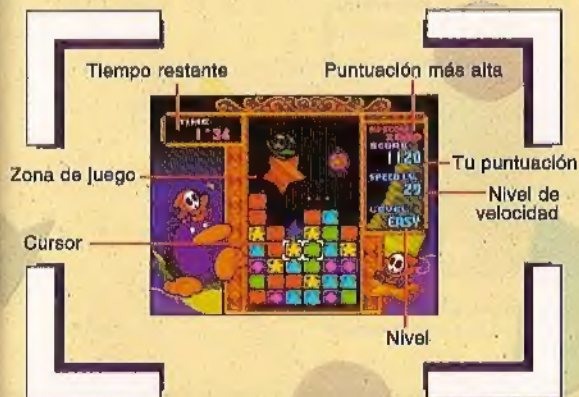 Tiempo restante
Puntuación más alta
TIME
1'34
SCORE
1120
Tu puntuación
Zona de juego
SPEED LV.
29
Nivel de
velocidad
LEVEL
EASY
Cursor
Nivel